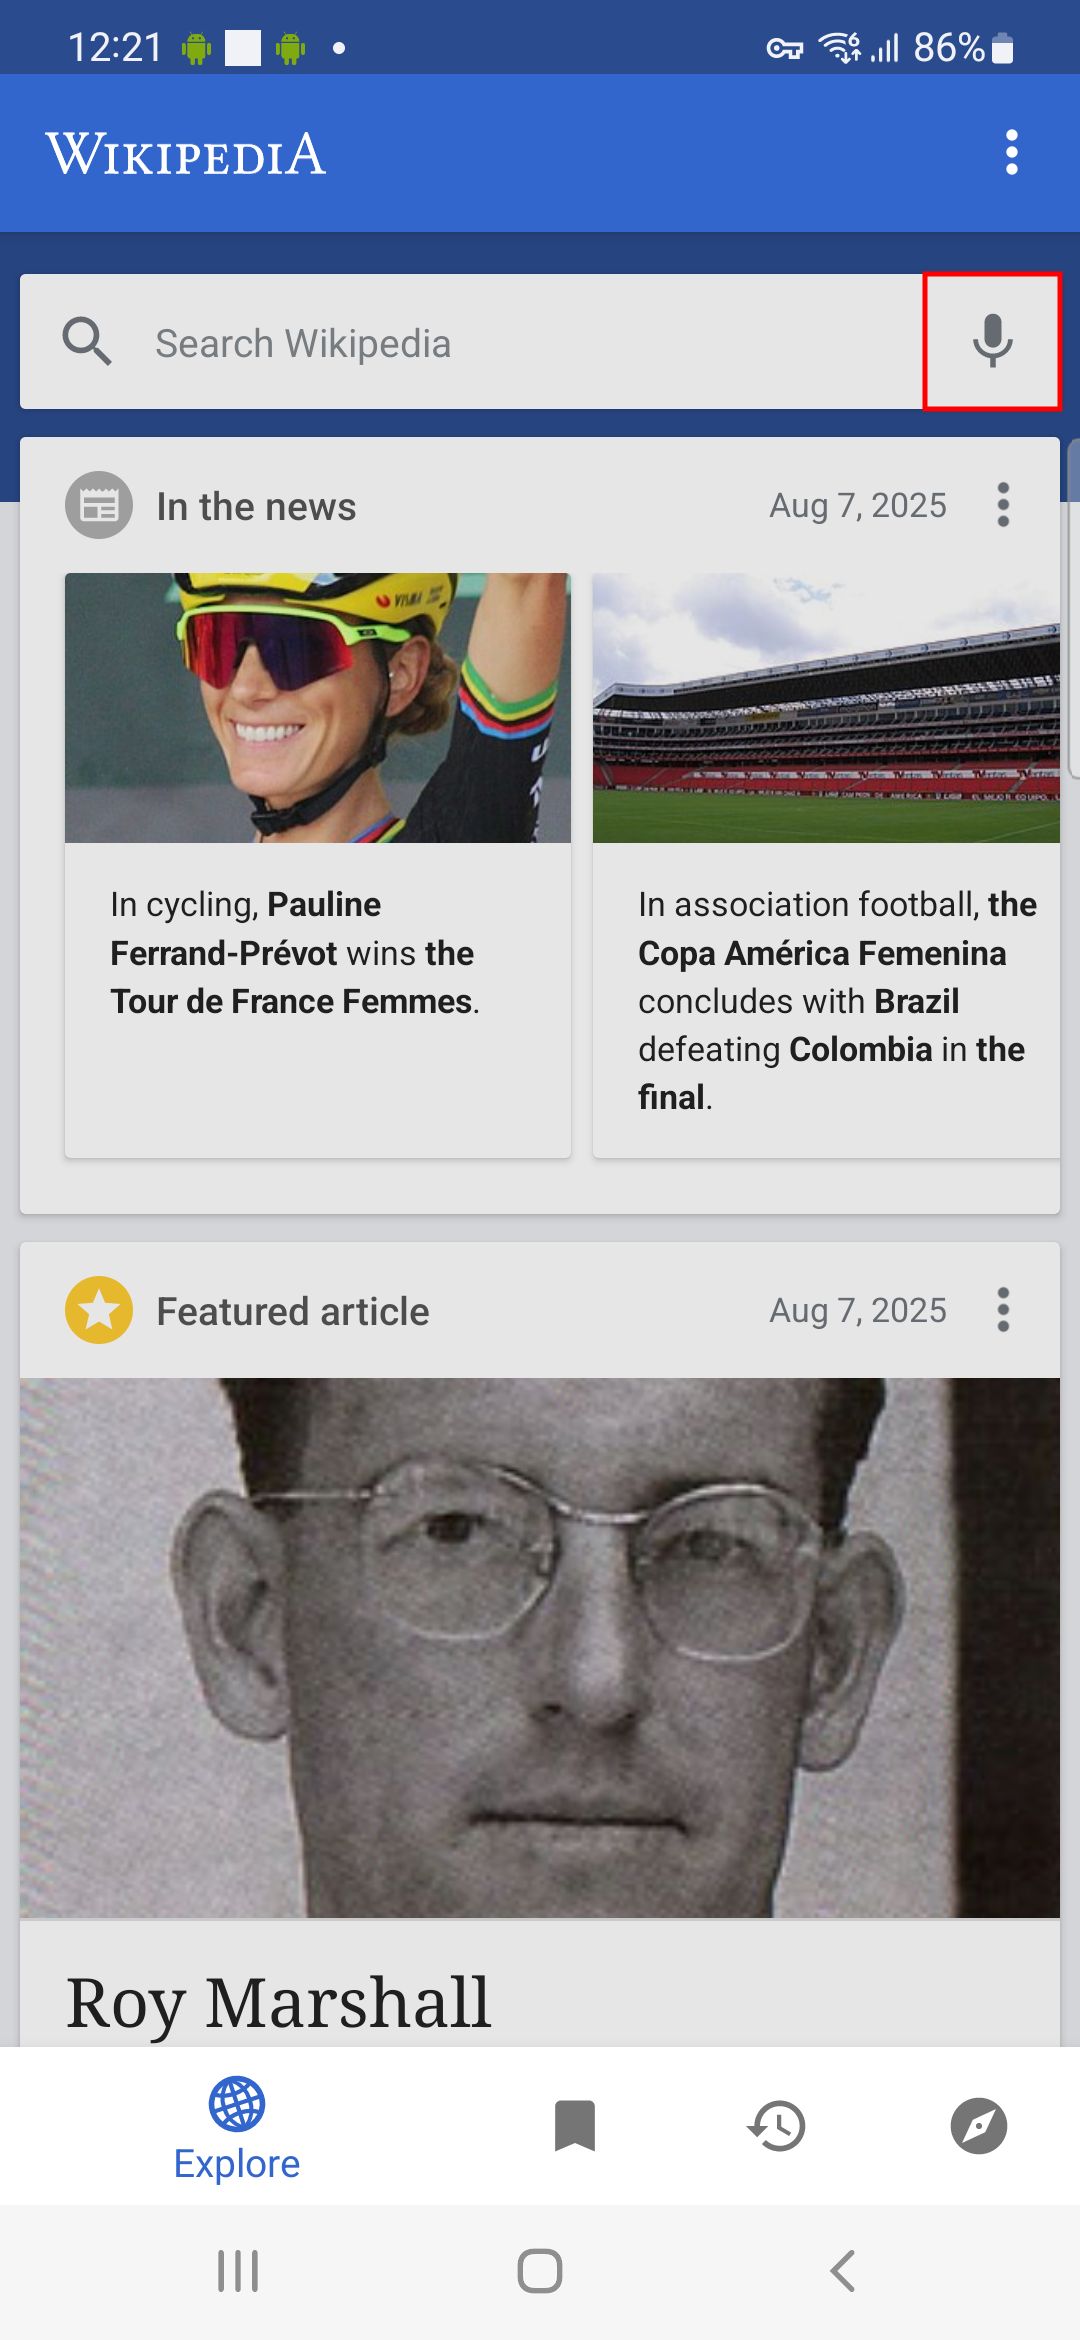 12:21
86%
WIKIPEDIA
Search Wikipedia
In the news
Aug 7, 2025
In cycling, Pauline
Ferrand-Prévot wins the
Tour de France Femmes.
In association football, the
Copa América Femenina
concludes with Brazil
defeating Colombia in the
final.
Featured article
Aug 7, 2025
Roy Marshall
Explore